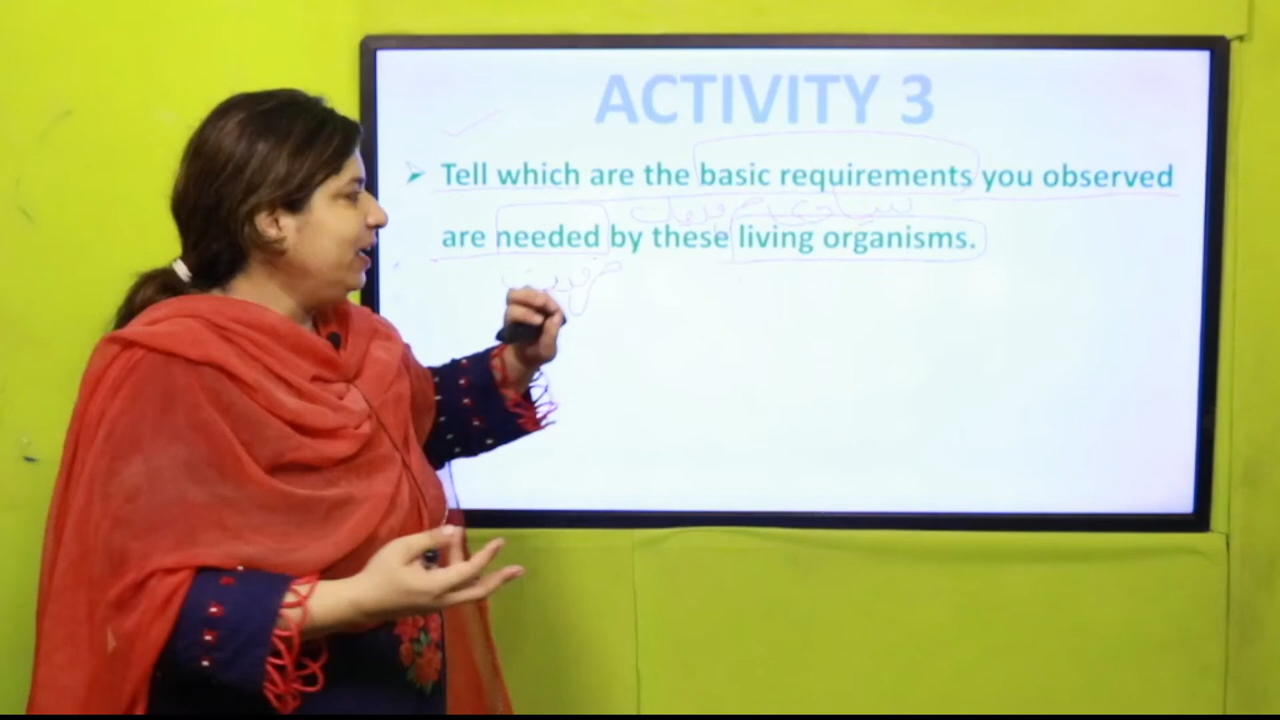 ACTIVITY 3
➢ Tell which are the basic requirements you observed
are needed by these living organisms.